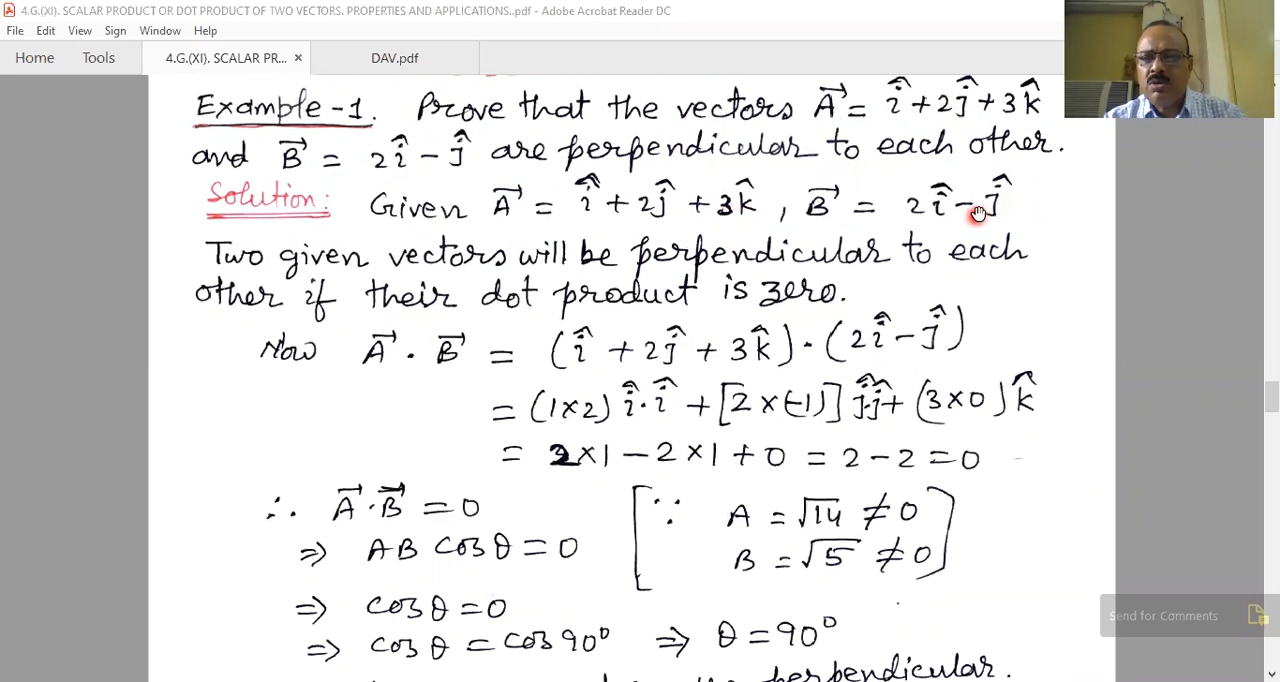 4.G.(XI). SCALAR PRODUCT OR DOT PRODUCT OF TWO VECTORS. PROPERTIES AND APPLICATIONS..pdf - Adobe Acrobat Reader DC
File Edit View Sign Window Help
Home Tools 4.G.(XI). SCALAR PR... × DAV.pdf
Example-1. Prove that the vectors A⃗ = î + 2ĵ + 3k̂
and B⃗ = 2î - ĵ are perpendicular to each other.
Solution: Given A⃗ = î + 2ĵ + 3k̂, B⃗ = 2î - ĵ
Two given vectors will be perpendicular to each
other if their dot product is zero.
Now A⃗ . B⃗ = (î + 2ĵ + 3k̂) . (2î - ĵ)
= (1×2) î.î + [2×(-1)] ĵ.ĵ + (3×0) k̂
= 2×1 - 2×1 + 0 = 2 - 2 = 0
∴ A⃗ . B⃗ = 0 [∵ A = √14 ≠ 0
⇒ AB cos θ = 0 B = √5 ≠ 0]
⇒ cos θ = 0
⇒ cos θ = cos 90° ⇒ θ = 90°
perpendicular.
Send for Comments